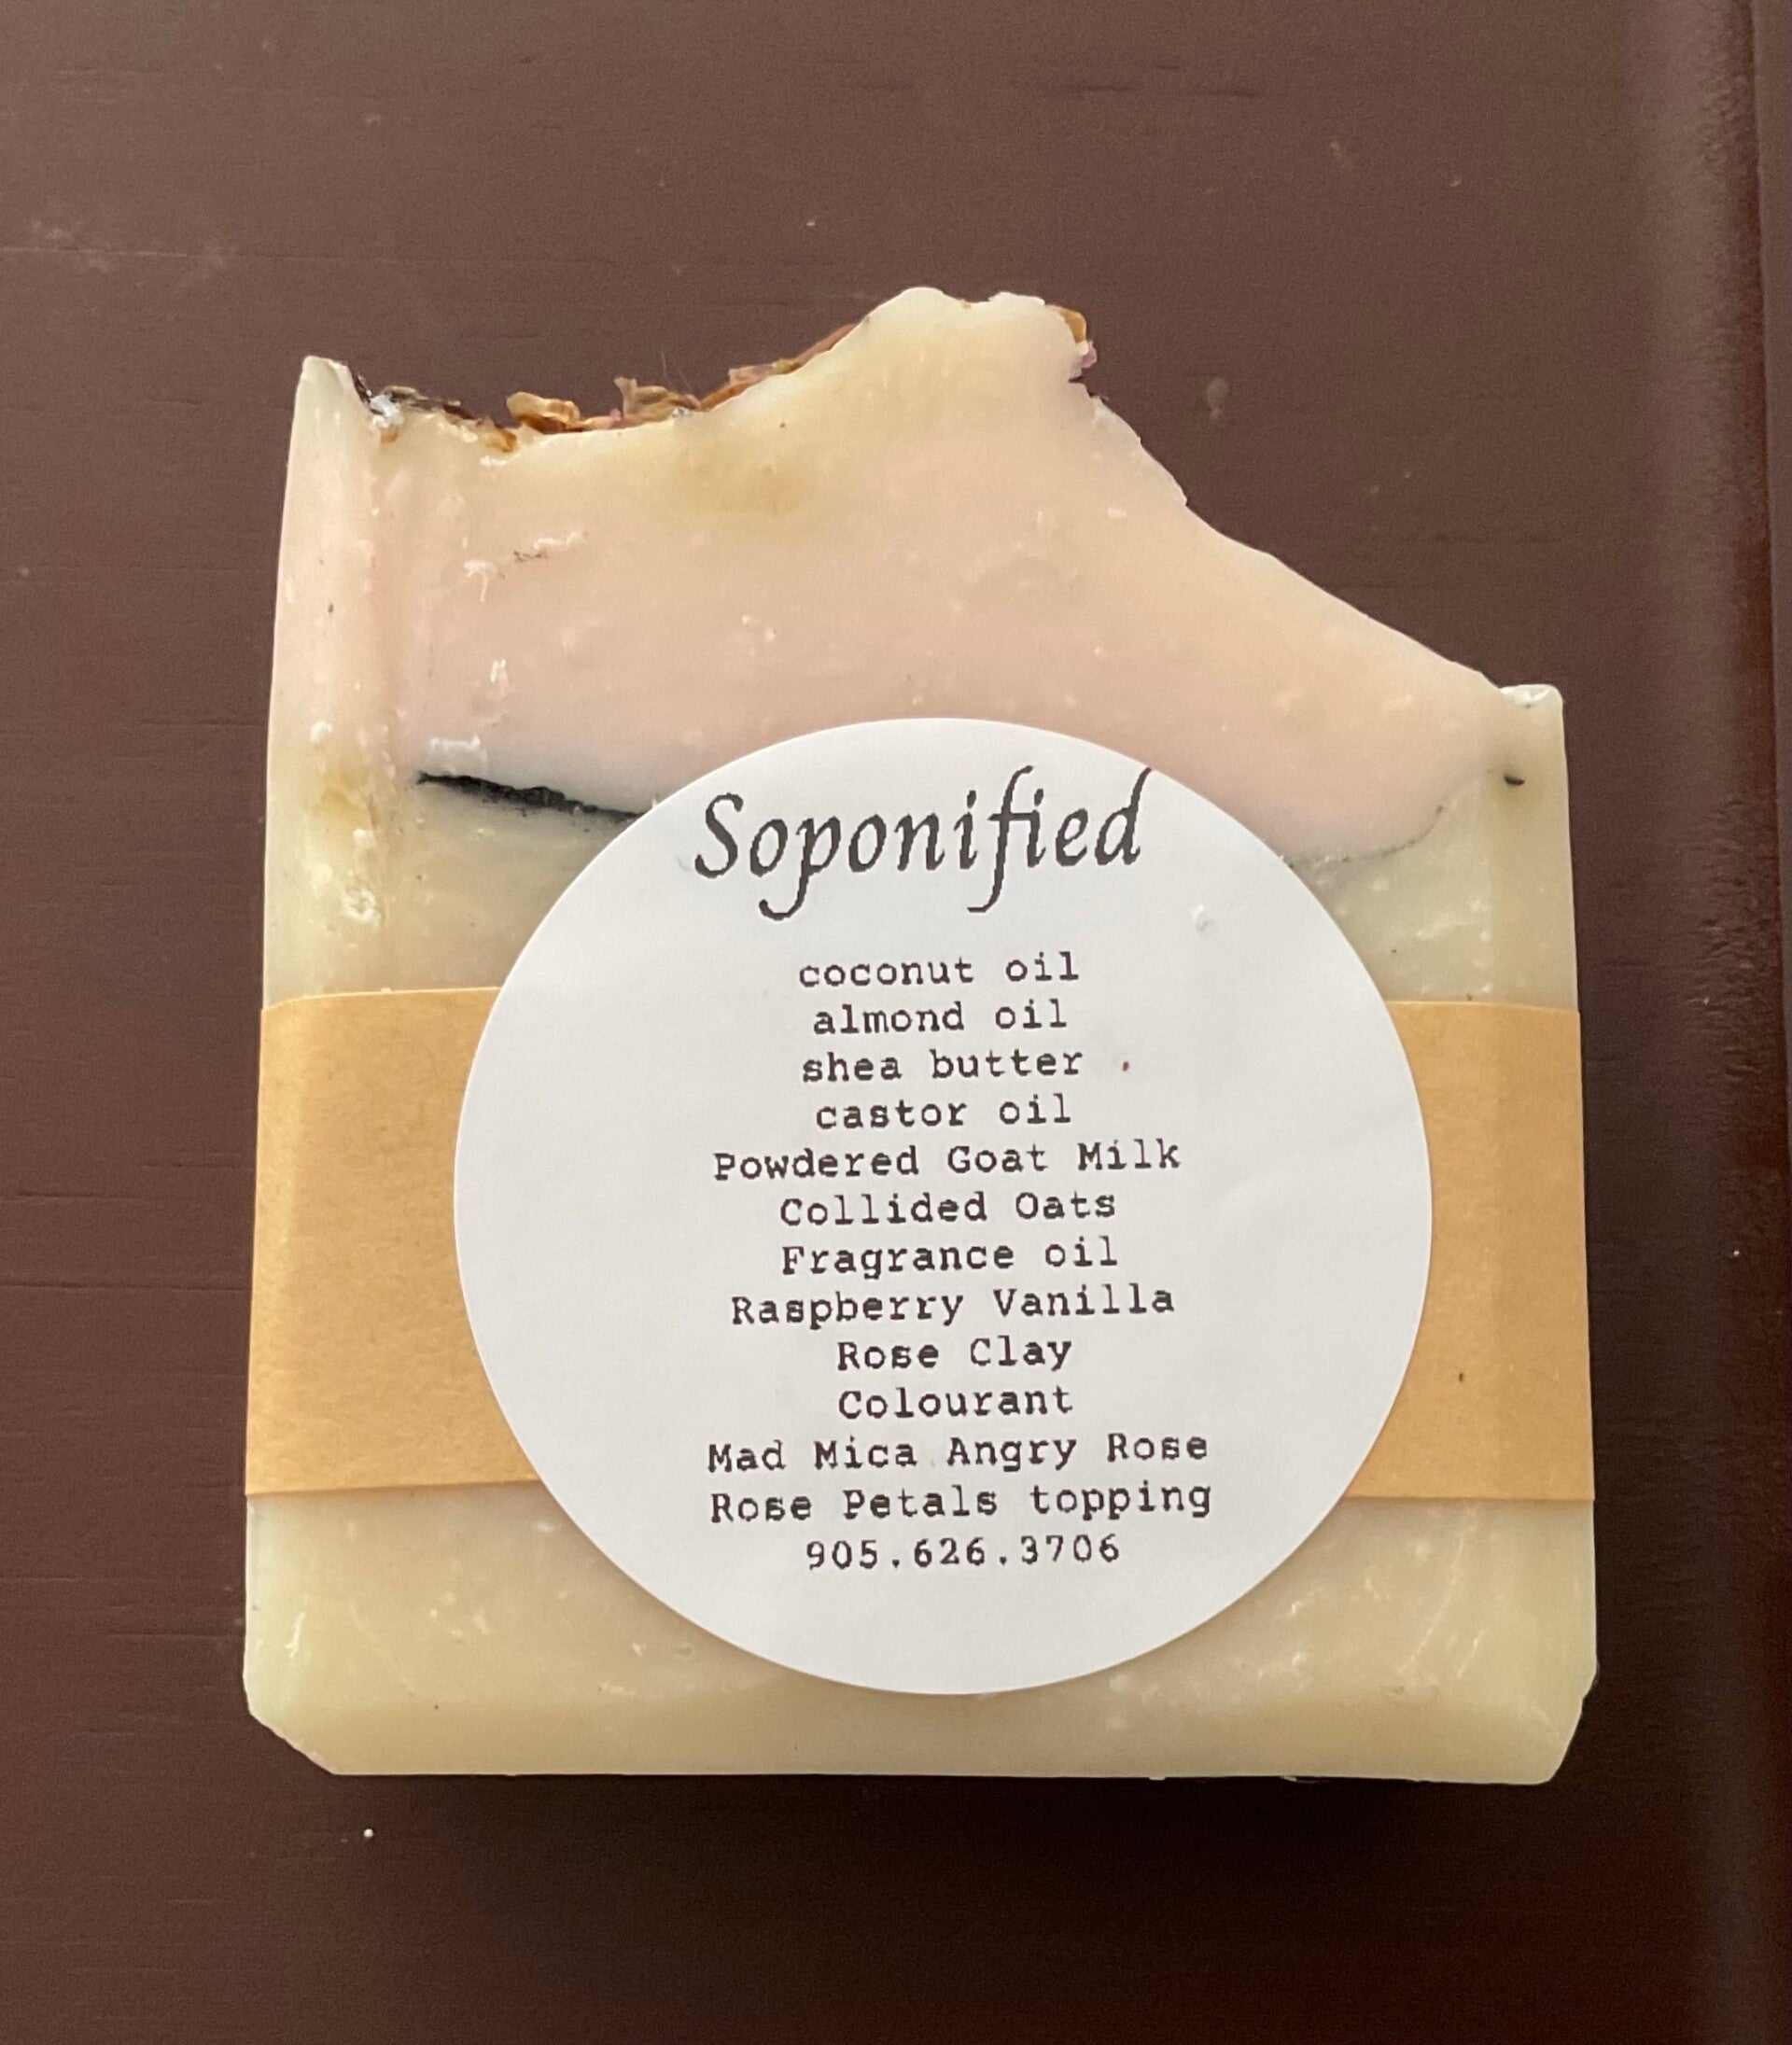 Soponified
coconut oil
almond oil
shea butter
castor oil
Powdered Goat Milk
Collided Oats
Fragrance oil
Raspberry Vanilla
Rose Clay
Colourant
Mad Mica Angry Rose
Rose Petals topping
905.626.3706